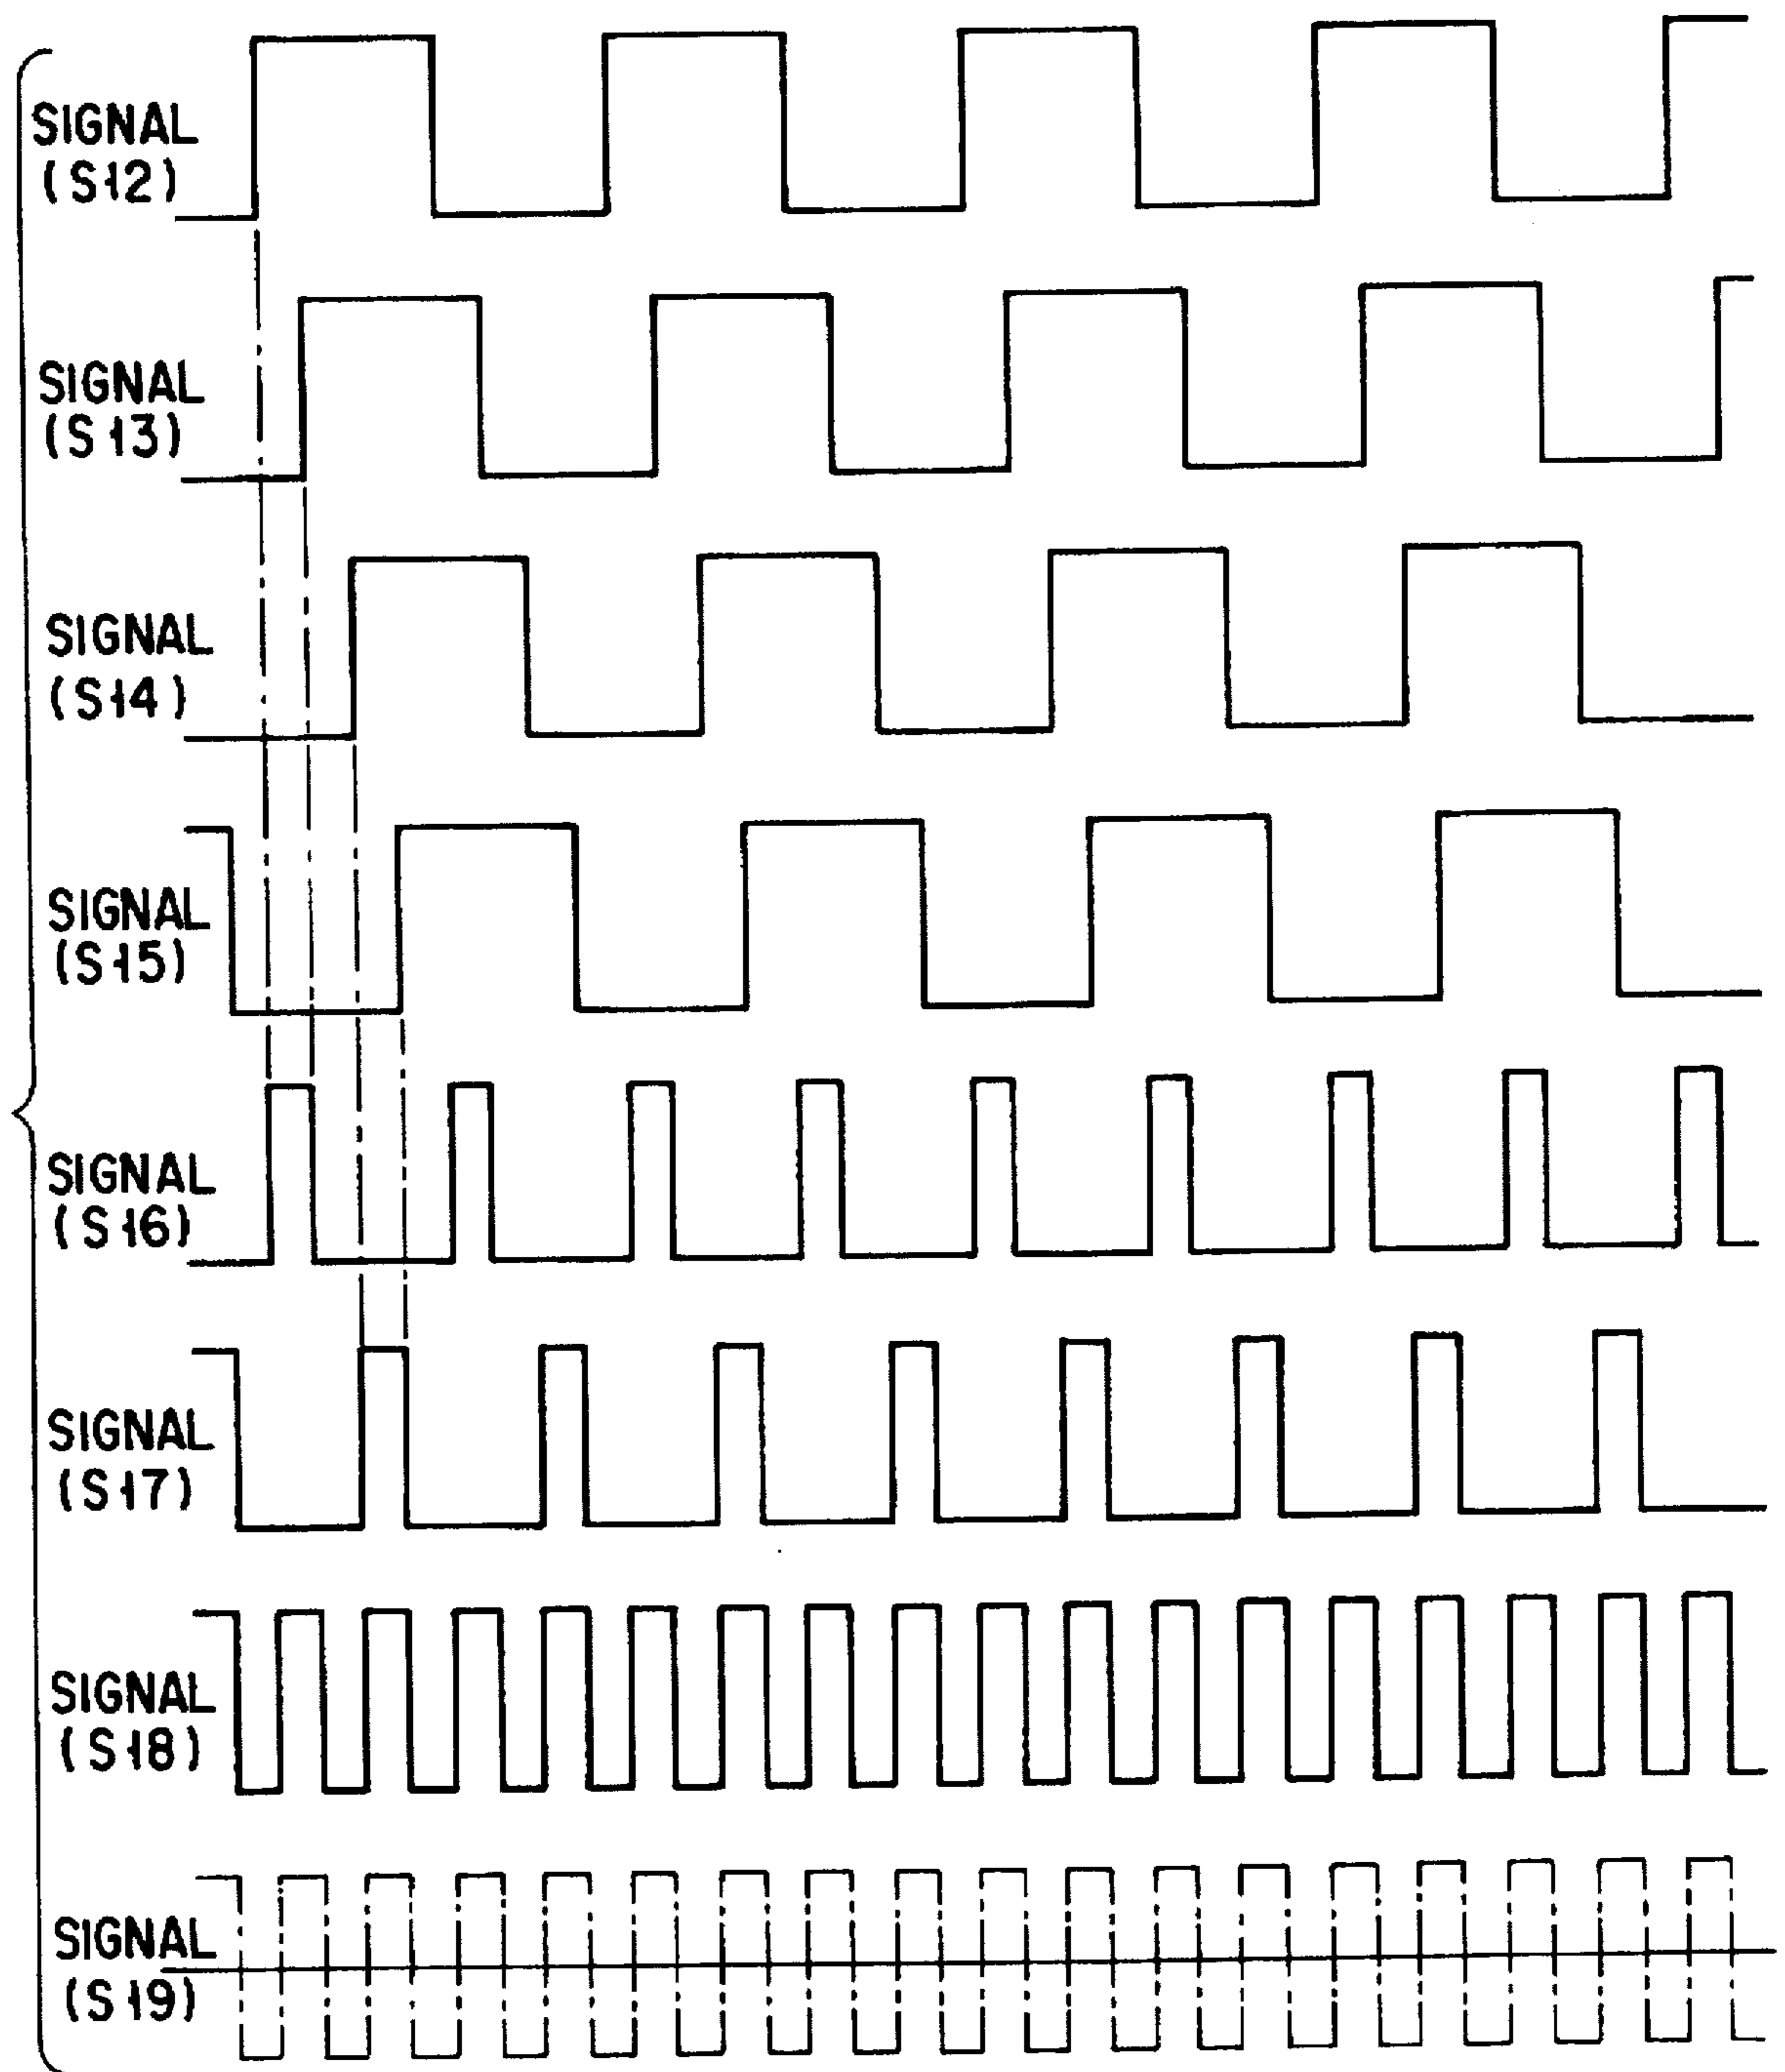 SIGNAL
(S12)
SIGNAL
(S13)
SIGNAL
(S14)
SIGNAL
(S15)
SIGNAL
(S16)
SIGNAL
(S17)
SIGNAL
(S18)
SIGNAL
(S19)